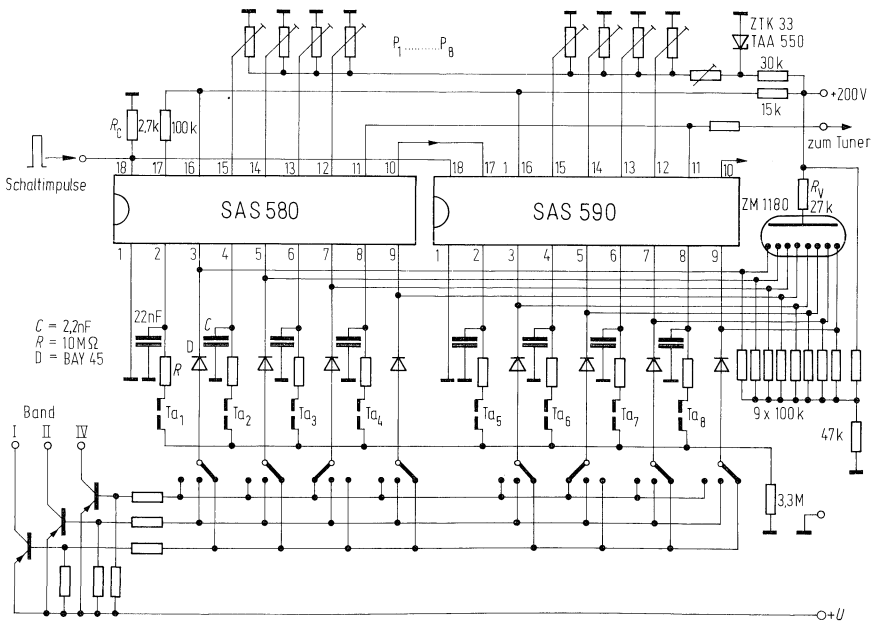 ZTK 33
TAA 550
P₁.........P₈
30k
+200V
15k
R_C 2,7k 100k
zum Tuner
Schaltimpulse
18 17 16 15 14 13 12 11 10
18 17 1 16 15 14 13 12 11 10
R_V
27k
ZM 1180
SAS 580
SAS 590
1 2 3 4 5 6 7 8 9
1 2 3 4 5 6 7 8 9
22nF
C
C = 2,2nF
R = 10MΩ
D = BAY 45
D
R
9 x 100k
Ta₁ Ta₂ Ta₃ Ta₄ Ta₅ Ta₆ Ta₇ Ta₈
Band
I II IV
47k
3,3M
+U